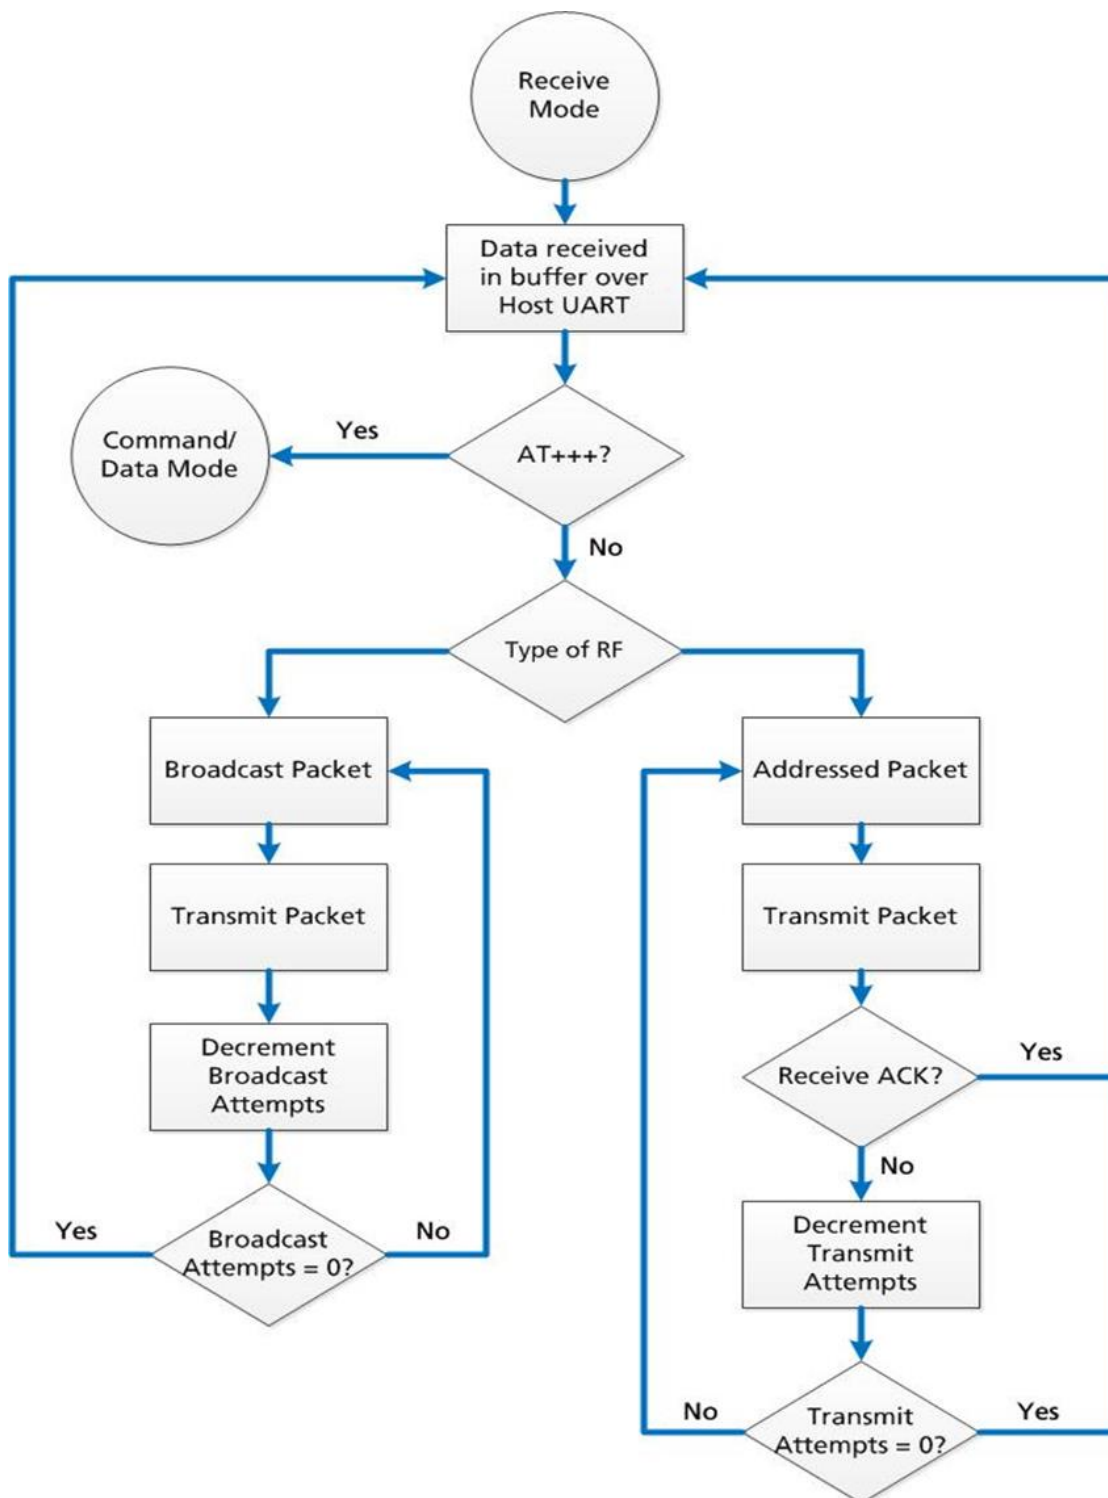 Receive
Mode
Data received
in buffer over
Host UART
Yes
Command/
Data Mode
AT+++?
No
Type of RF
Broadcast Packet
Addressed Packet
Transmit Packet
Transmit Packet
Decrement
Broadcast
Attempts
Receive ACK?
Yes
No
Yes
Broadcast
Attempts = 0?
No
Decrement
Transmit
Attempts
No
Transmit
Attempts = 0?
Yes